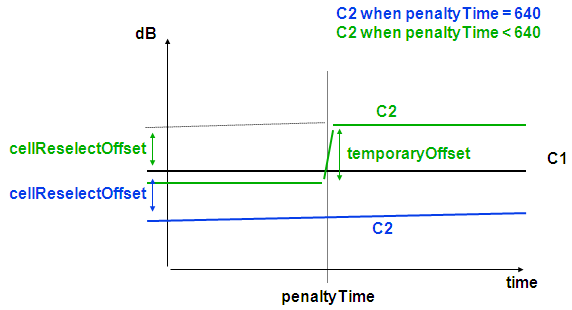 C2 when penaltyTime = 640
C2 when penaltyTime < 640
dB
C2
cellReselectOffset
temporaryOffset
C1
cellReselectOffset
C2
time
penaltyTime